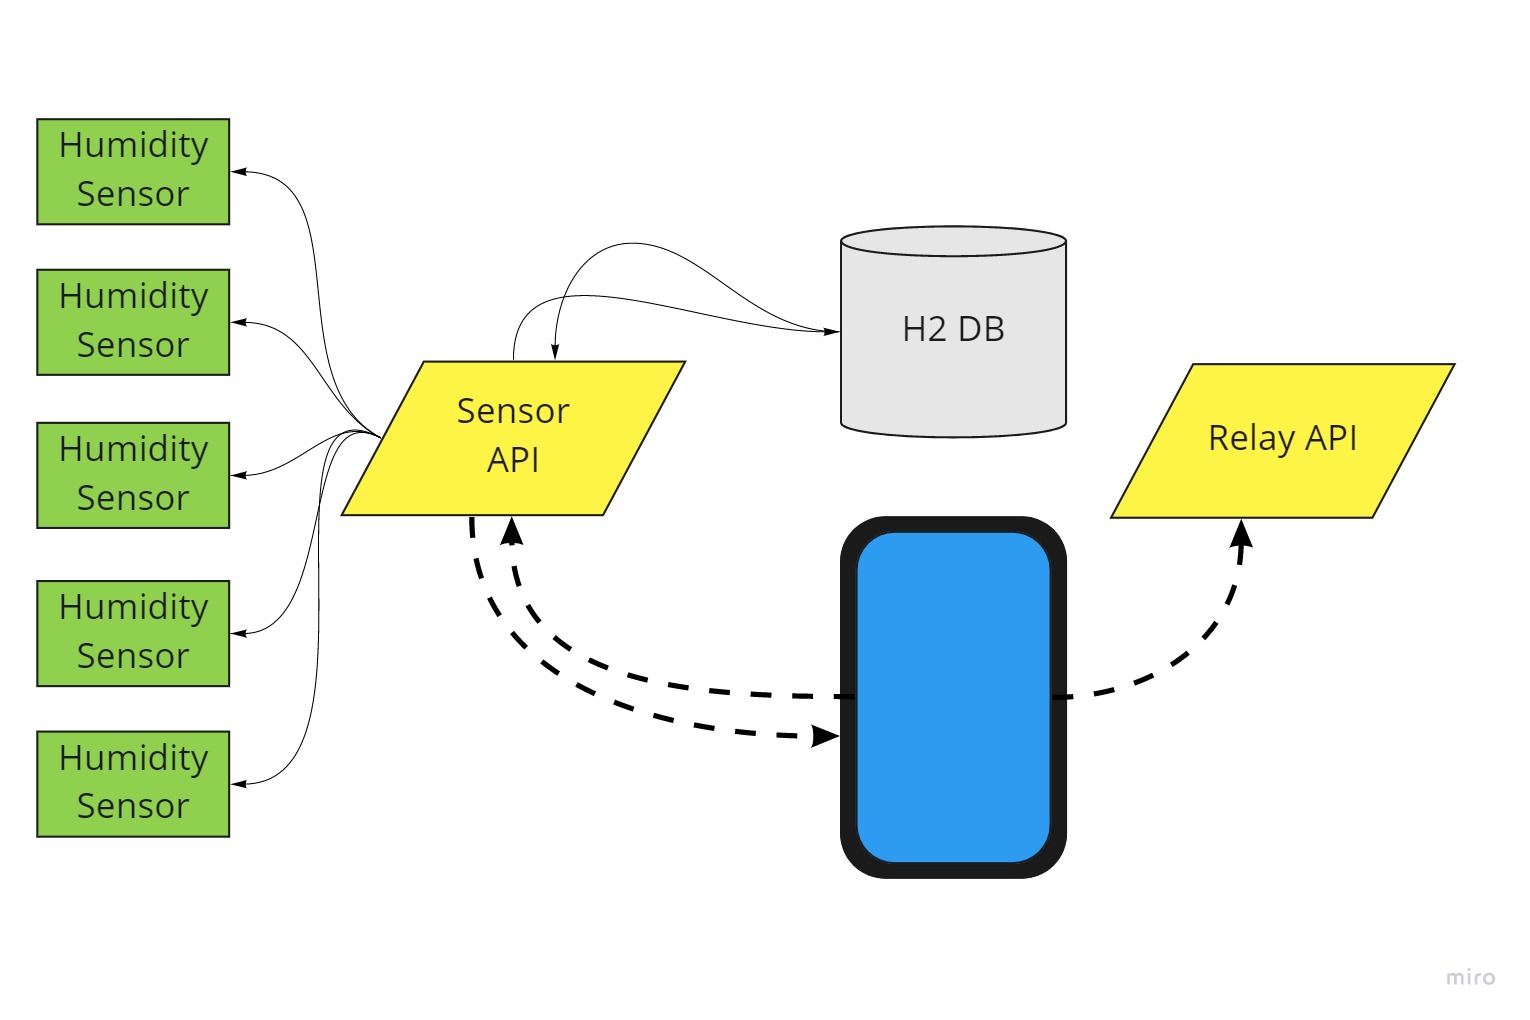 Humidity
Sensor
Humidity
Sensor
Humidity
Sensor
Humidity
Sensor
Humidity
Sensor
Sensor
API
H2 DB
Relay API
miro